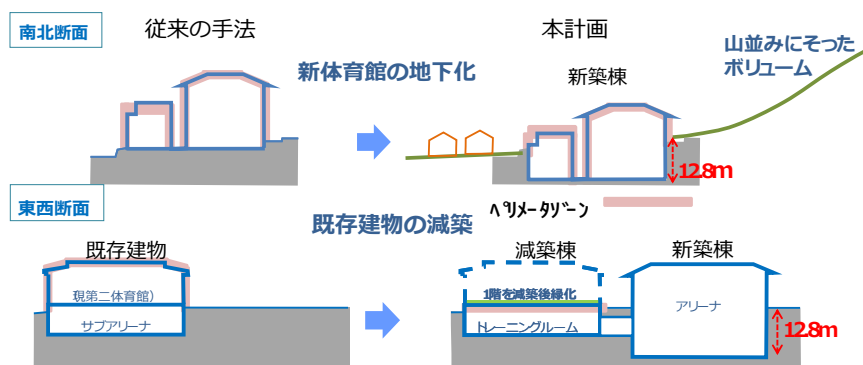 南北断面
従来の手法
本計画
新体育館の地下化
新築棟
山並みにそった
ボリューム
12.8m
東西断面
ペリメータゾーン
既存建物の減築
既存建物
減築棟
新築棟
現第二体育館)
サブアリーナ
1階を減築後緑化
トレーニングルーム
アリーナ
12.8m